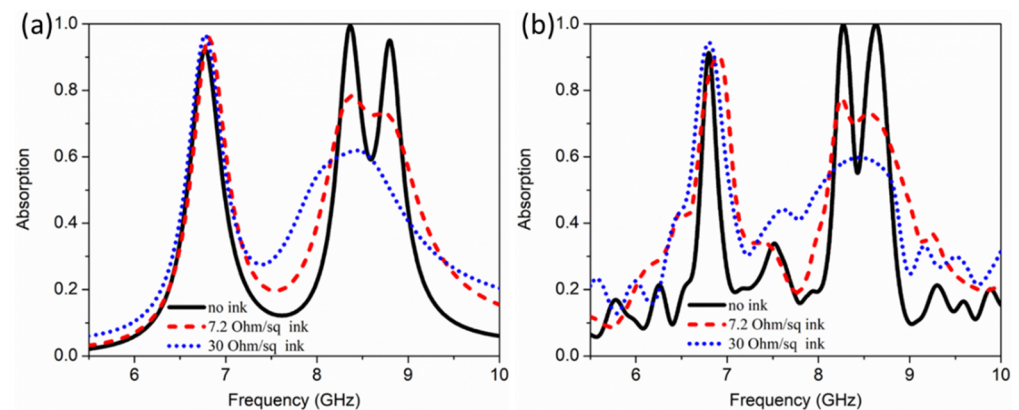 (a)
1.0
0.8
0.6
0.4
0.2
0.0
Absorption
no ink
7.2 Ohm/sq ink
30 Ohm/sq ink
6 7 8 9 10
Frequency (GHz)
(b)
1.0
0.8
0.6
0.4
0.2
0.0
Absorption
no ink
7.2 Ohm/sq ink
30 Ohm/sq ink
6 7 8 9 10
Frequency (GHz)